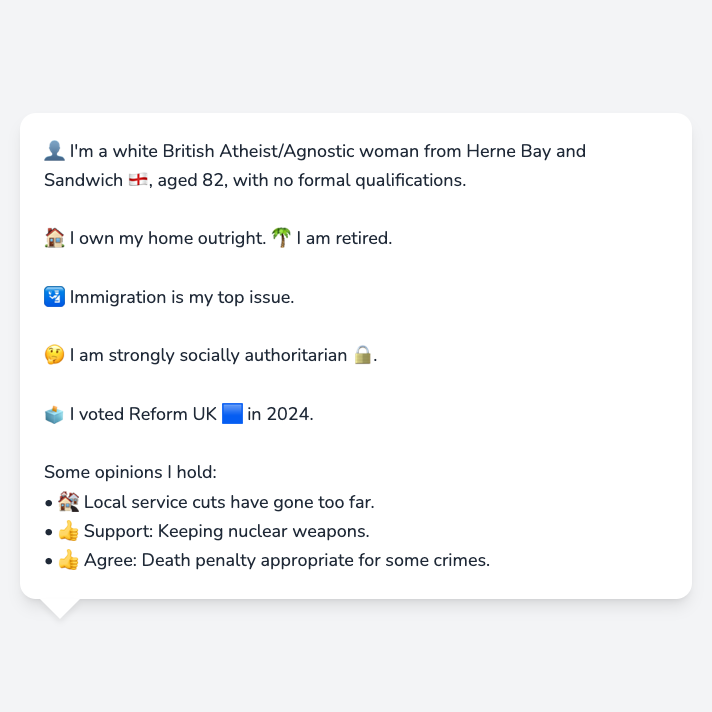 👤 I'm a white British Atheist/Agnostic woman from Herne Bay and
Sandwich 🏴󠁧󠁢󠁥󠁮󠁧󠁿, aged 82, with no formal qualifications.
🏠 I own my home outright. 🌴 I am retired.
🛂 Immigration is my top issue.
🤔 I am strongly socially authoritarian 🔒.
🗳️ I voted Reform UK 🟦 in 2024.
Some opinions I hold:
• 🏚️ Local service cuts have gone too far.
• 👍 Support: Keeping nuclear weapons.
• 👍 Agree: Death penalty appropriate for some crimes.